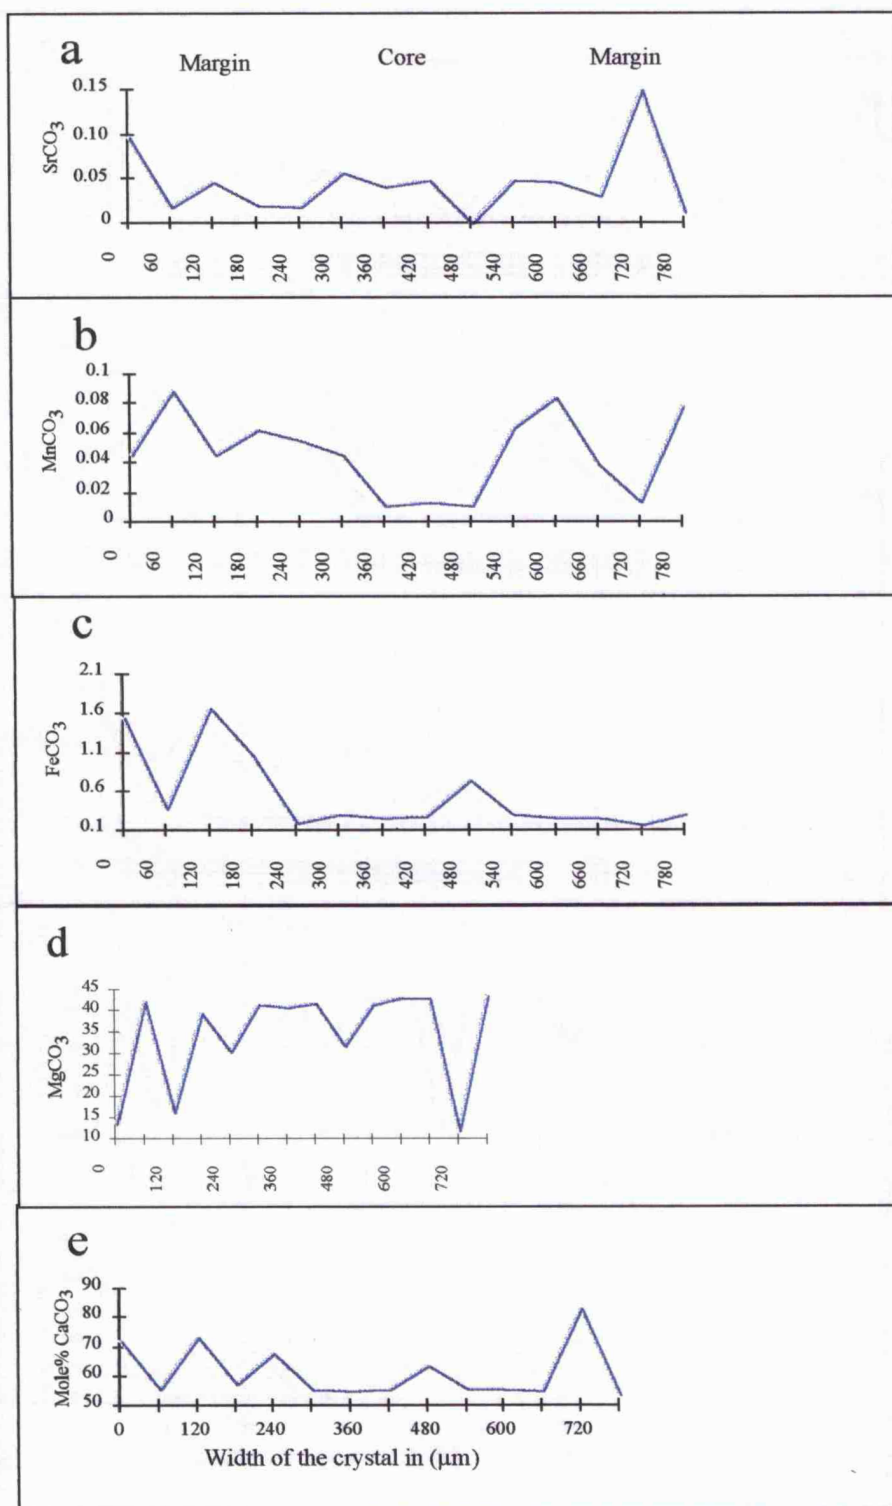 a
Margin Core Margin
SrCO3
0.15
0.10
0.05
0
0 60 120 180 240 300 360 420 480 540 600 660 720 780
b
MnCO3
0.1
0.08
0.06
0.04
0.02
0
0 60 120 180 240 300 360 420 480 540 600 660 720 780
c
FeCO3
2.1
1.6
1.1
0.6
0.1
0 60 120 180 240 300 360 420 480 540 600 660 720 780
d
MgCO3
45
40
35
30
25
20
15
10
0 120 240 360 480 600 720
e
Mole% CaCO3
90
80
70
60
50
0 120 240 360 480 600 720
Width of the crystal in (µm)